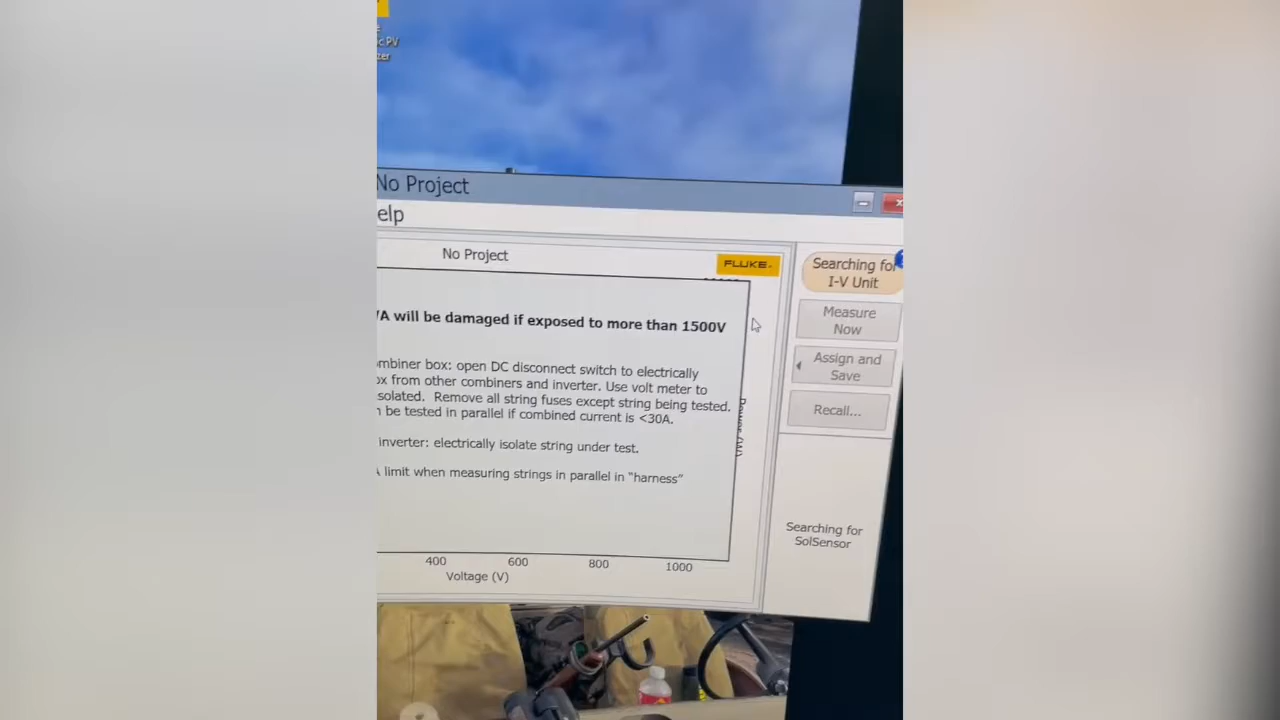 c PV
zer
No Project
elp
No Project
FLUKE
Searching for
I-V Unit
Measure
Now
Assign and
Save
Recall...
A will be damaged if exposed to more than 1500V
mbiner box: open DC disconnect switch to electrically
ox from other combiners and inverter. Use volt meter to
solated. Remove all string fuses except string being tested.
n be tested in parallel if combined current is <30A.
inverter: electrically isolate string under test.
limit when measuring strings in parallel in "harness"
Power (W)
400 600 800 1000
Voltage (V)
Searching for
SolSensor